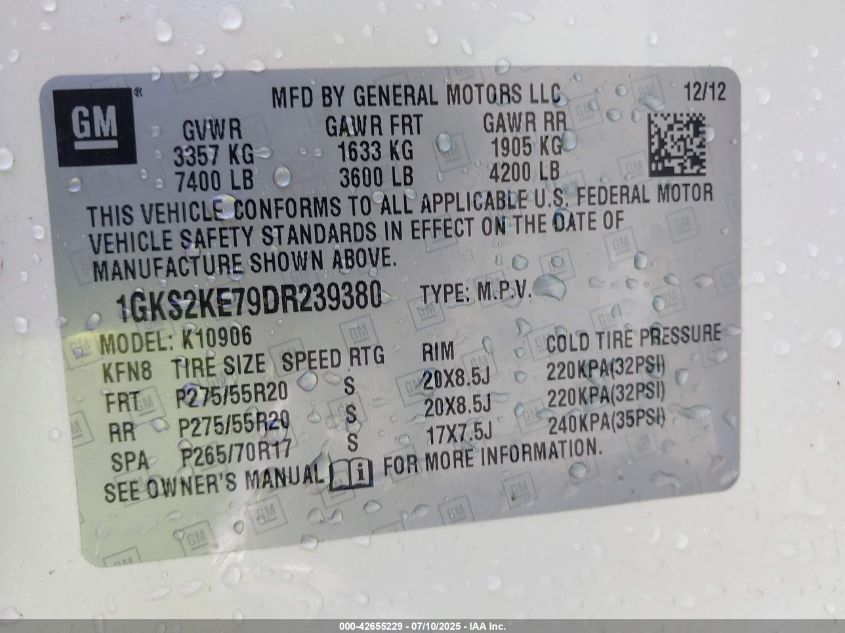 GM ®
MFD BY GENERAL MOTORS LLC 12/12
GVWR GAWR FRT GAWR RR
3357 KG 1633 KG 1905 KG
7400 LB 3600 LB 4200 LB
THIS VEHICLE CONFORMS TO ALL APPLICABLE U.S. FEDERAL MOTOR
VEHICLE SAFETY STANDARDS IN EFFECT ON THE DATE OF
MANUFACTURE SHOWN ABOVE.
1GKS2KE79DR239380 TYPE: M.P.V.
MODEL: K10906
KFN8 TIRE SIZE SPEED RTG RIM COLD TIRE PRESSURE
FRT P275/55R20 S 20X8.5J 220KPA(32PSI)
RR P275/55R20 S 20X8.5J 220KPA(32PSI)
SPA P265/70R17 S 17X7.5J 240KPA(35PSI)
SEE OWNER'S MANUAL i FOR MORE INFORMATION.
000-42655229 - 07/10/2025 - IAA Inc.